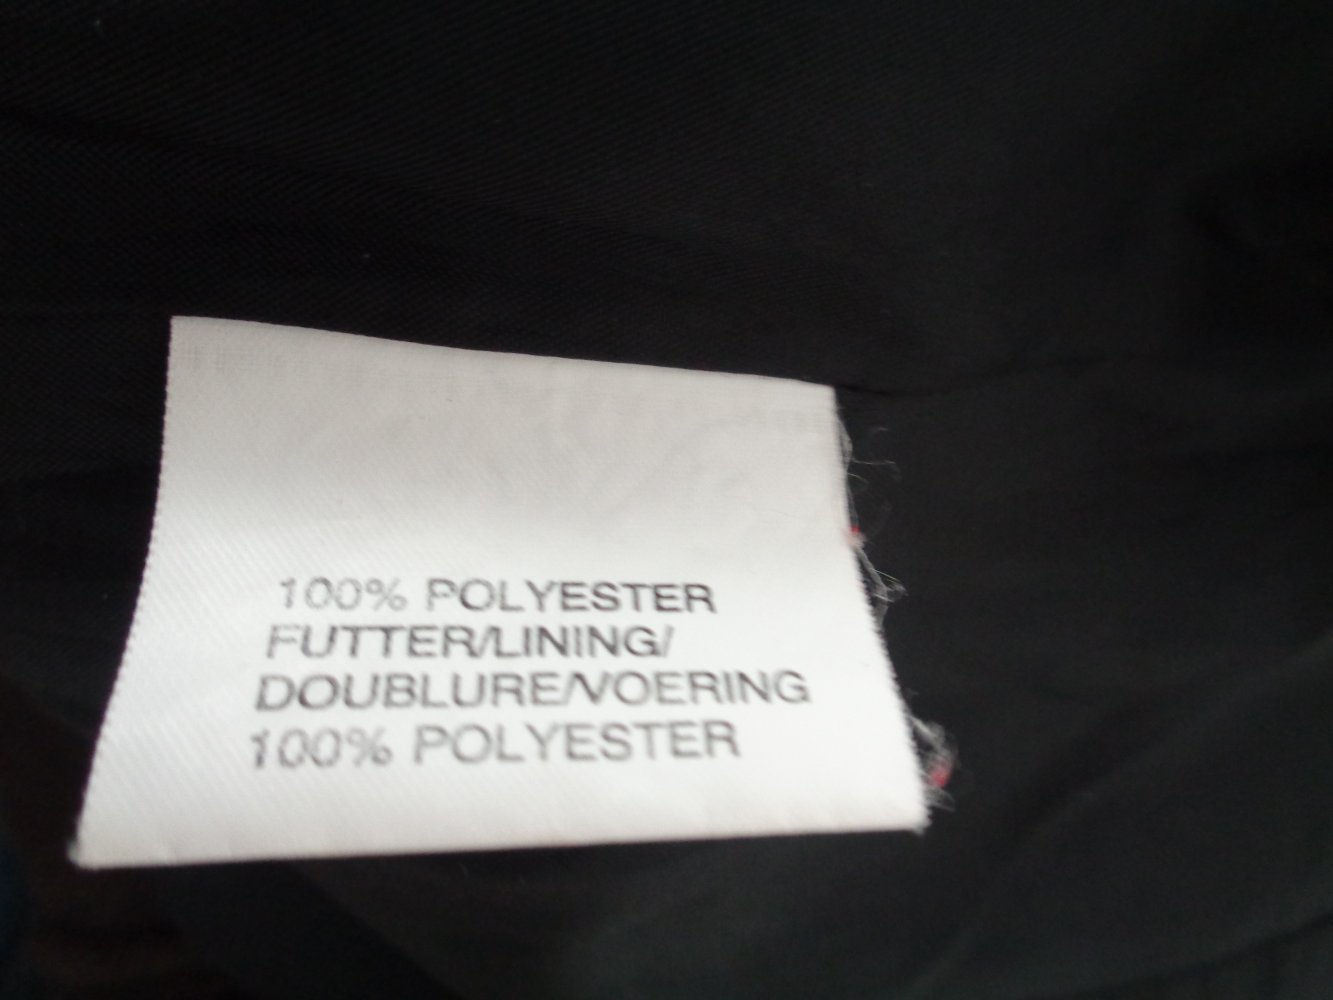 100% POLYESTER
FUTTER/LINING/
DOUBLURE/VOERING
100% POLYESTER